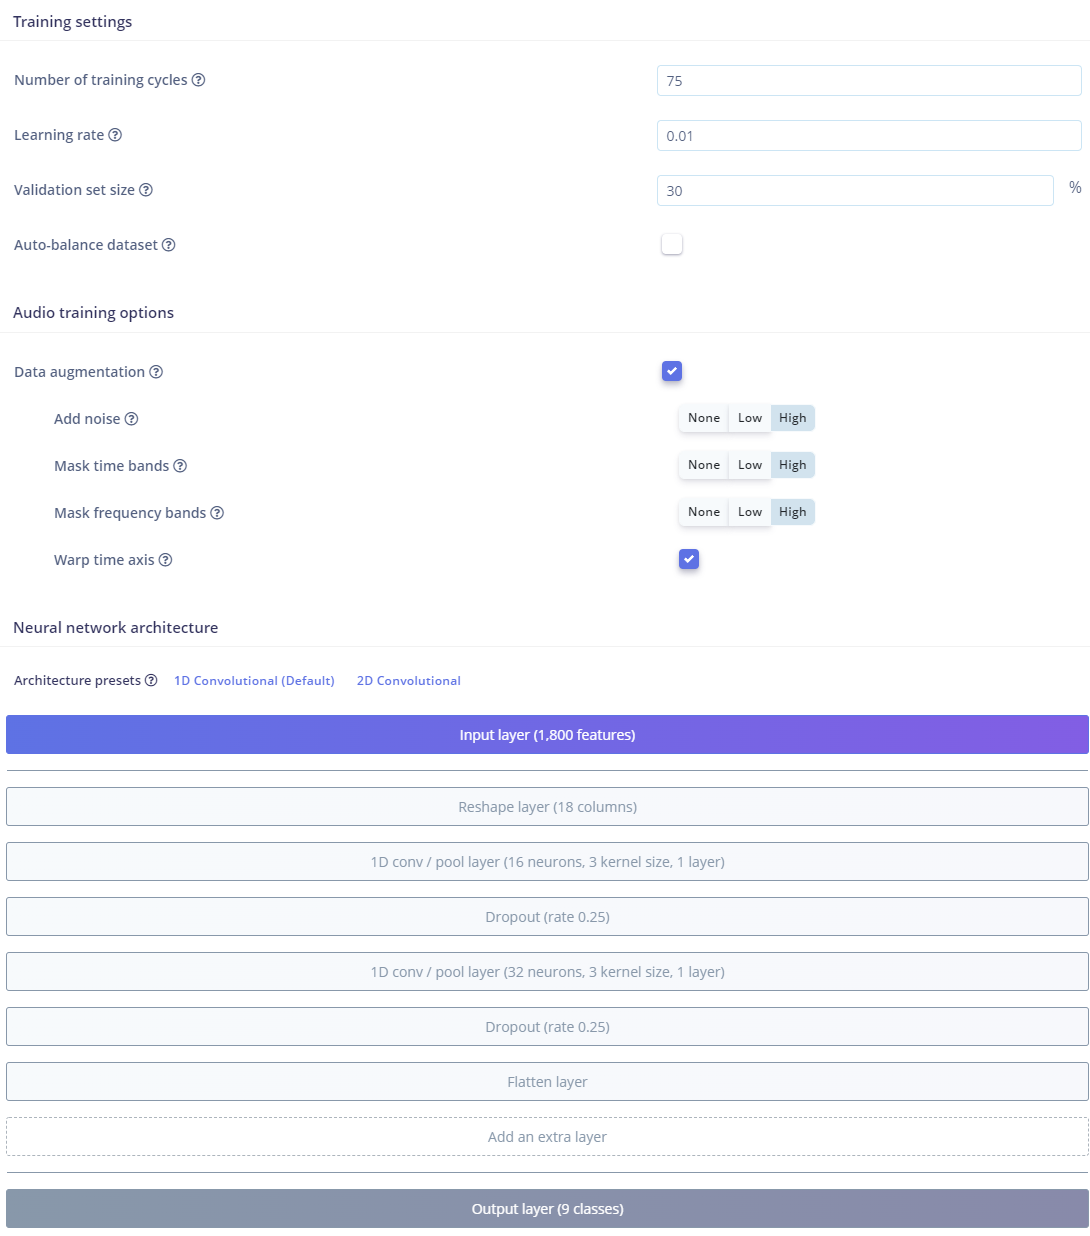 Training settings
Number of training cycles
75
Learning rate
0.01
Validation set size
30
%
Auto-balance dataset
Audio training options
Data augmentation
Add noise
None Low High
Mask time bands
None Low High
Mask frequency bands
None Low High
Warp time axis
Neural network architecture
Architecture presets 1D Convolutional (Default) 2D Convolutional
Input layer (1,800 features)
Reshape layer (18 columns)
1D conv / pool layer (16 neurons, 3 kernel size, 1 layer)
Dropout (rate 0.25)
1D conv / pool layer (32 neurons, 3 kernel size, 1 layer)
Dropout (rate 0.25)
Flatten layer
Add an extra layer
Output layer (9 classes)